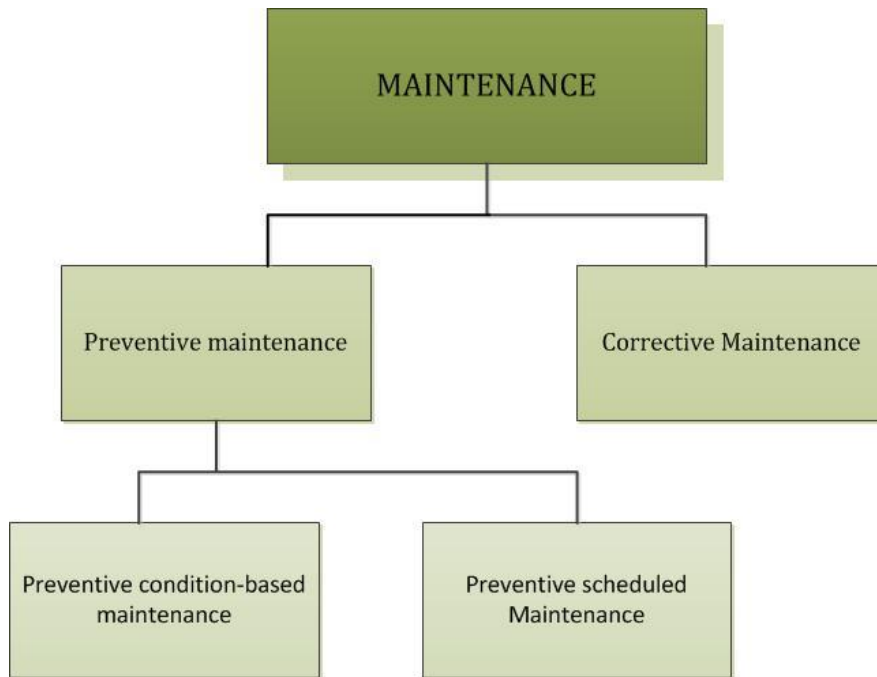 MAINTENANCE
Preventive maintenance
Corrective Maintenance
Preventive condition-based
maintenance
Preventive scheduled
Maintenance